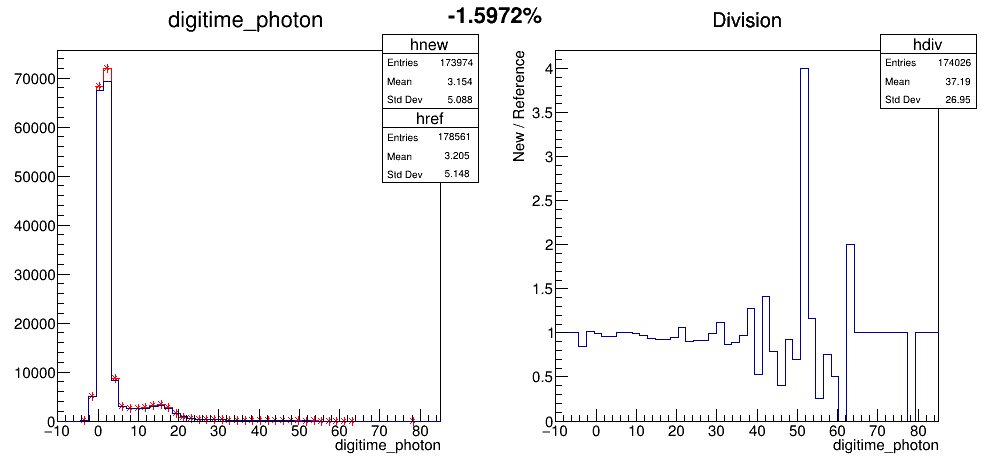 digitime_photon
-1.5972%
Division
hnew
Entries 173974
Mean 3.154
Std Dev 5.088
href
Entries 178561
Mean 3.205
Std Dev 5.148
70000
60000
50000
40000
30000
20000
10000
0
−10 0 10 20 30 40 50 60 70 80
digitime_photon
hdiv
Entries 174026
Mean 37.19
Std Dev 26.95
New / Reference
4
3.5
3
2.5
2
1.5
1
0.5
0
−10 0 10 20 30 40 50 60 70 80
digitime_photon